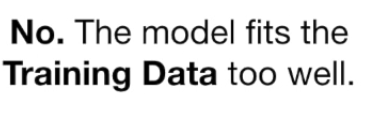 No. The model fits the
Training Data too well.